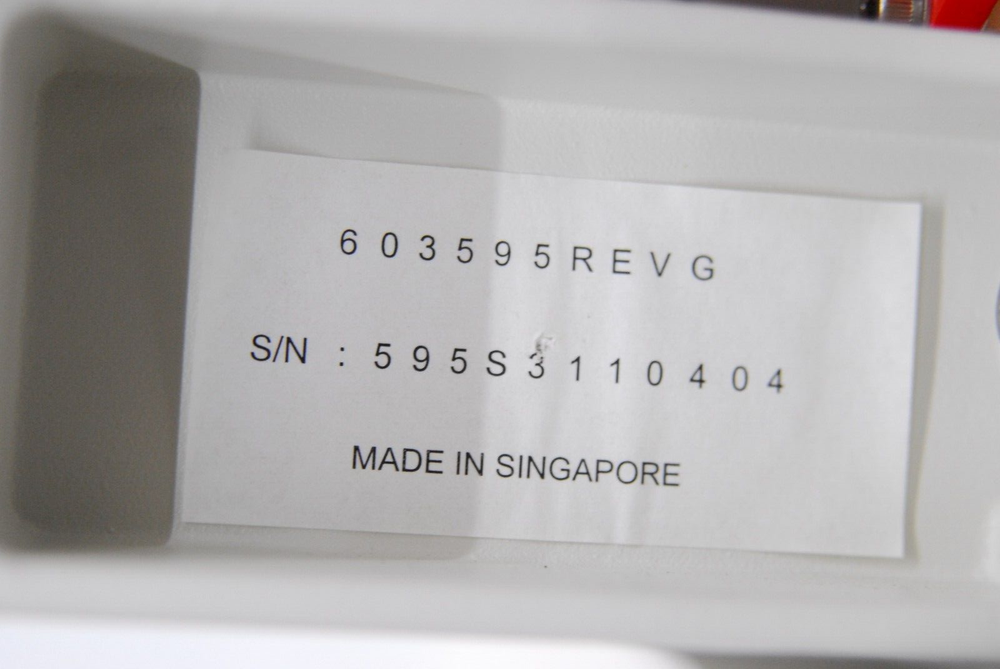 603595REVG
S/N : 595S3110404
MADE IN SINGAPORE